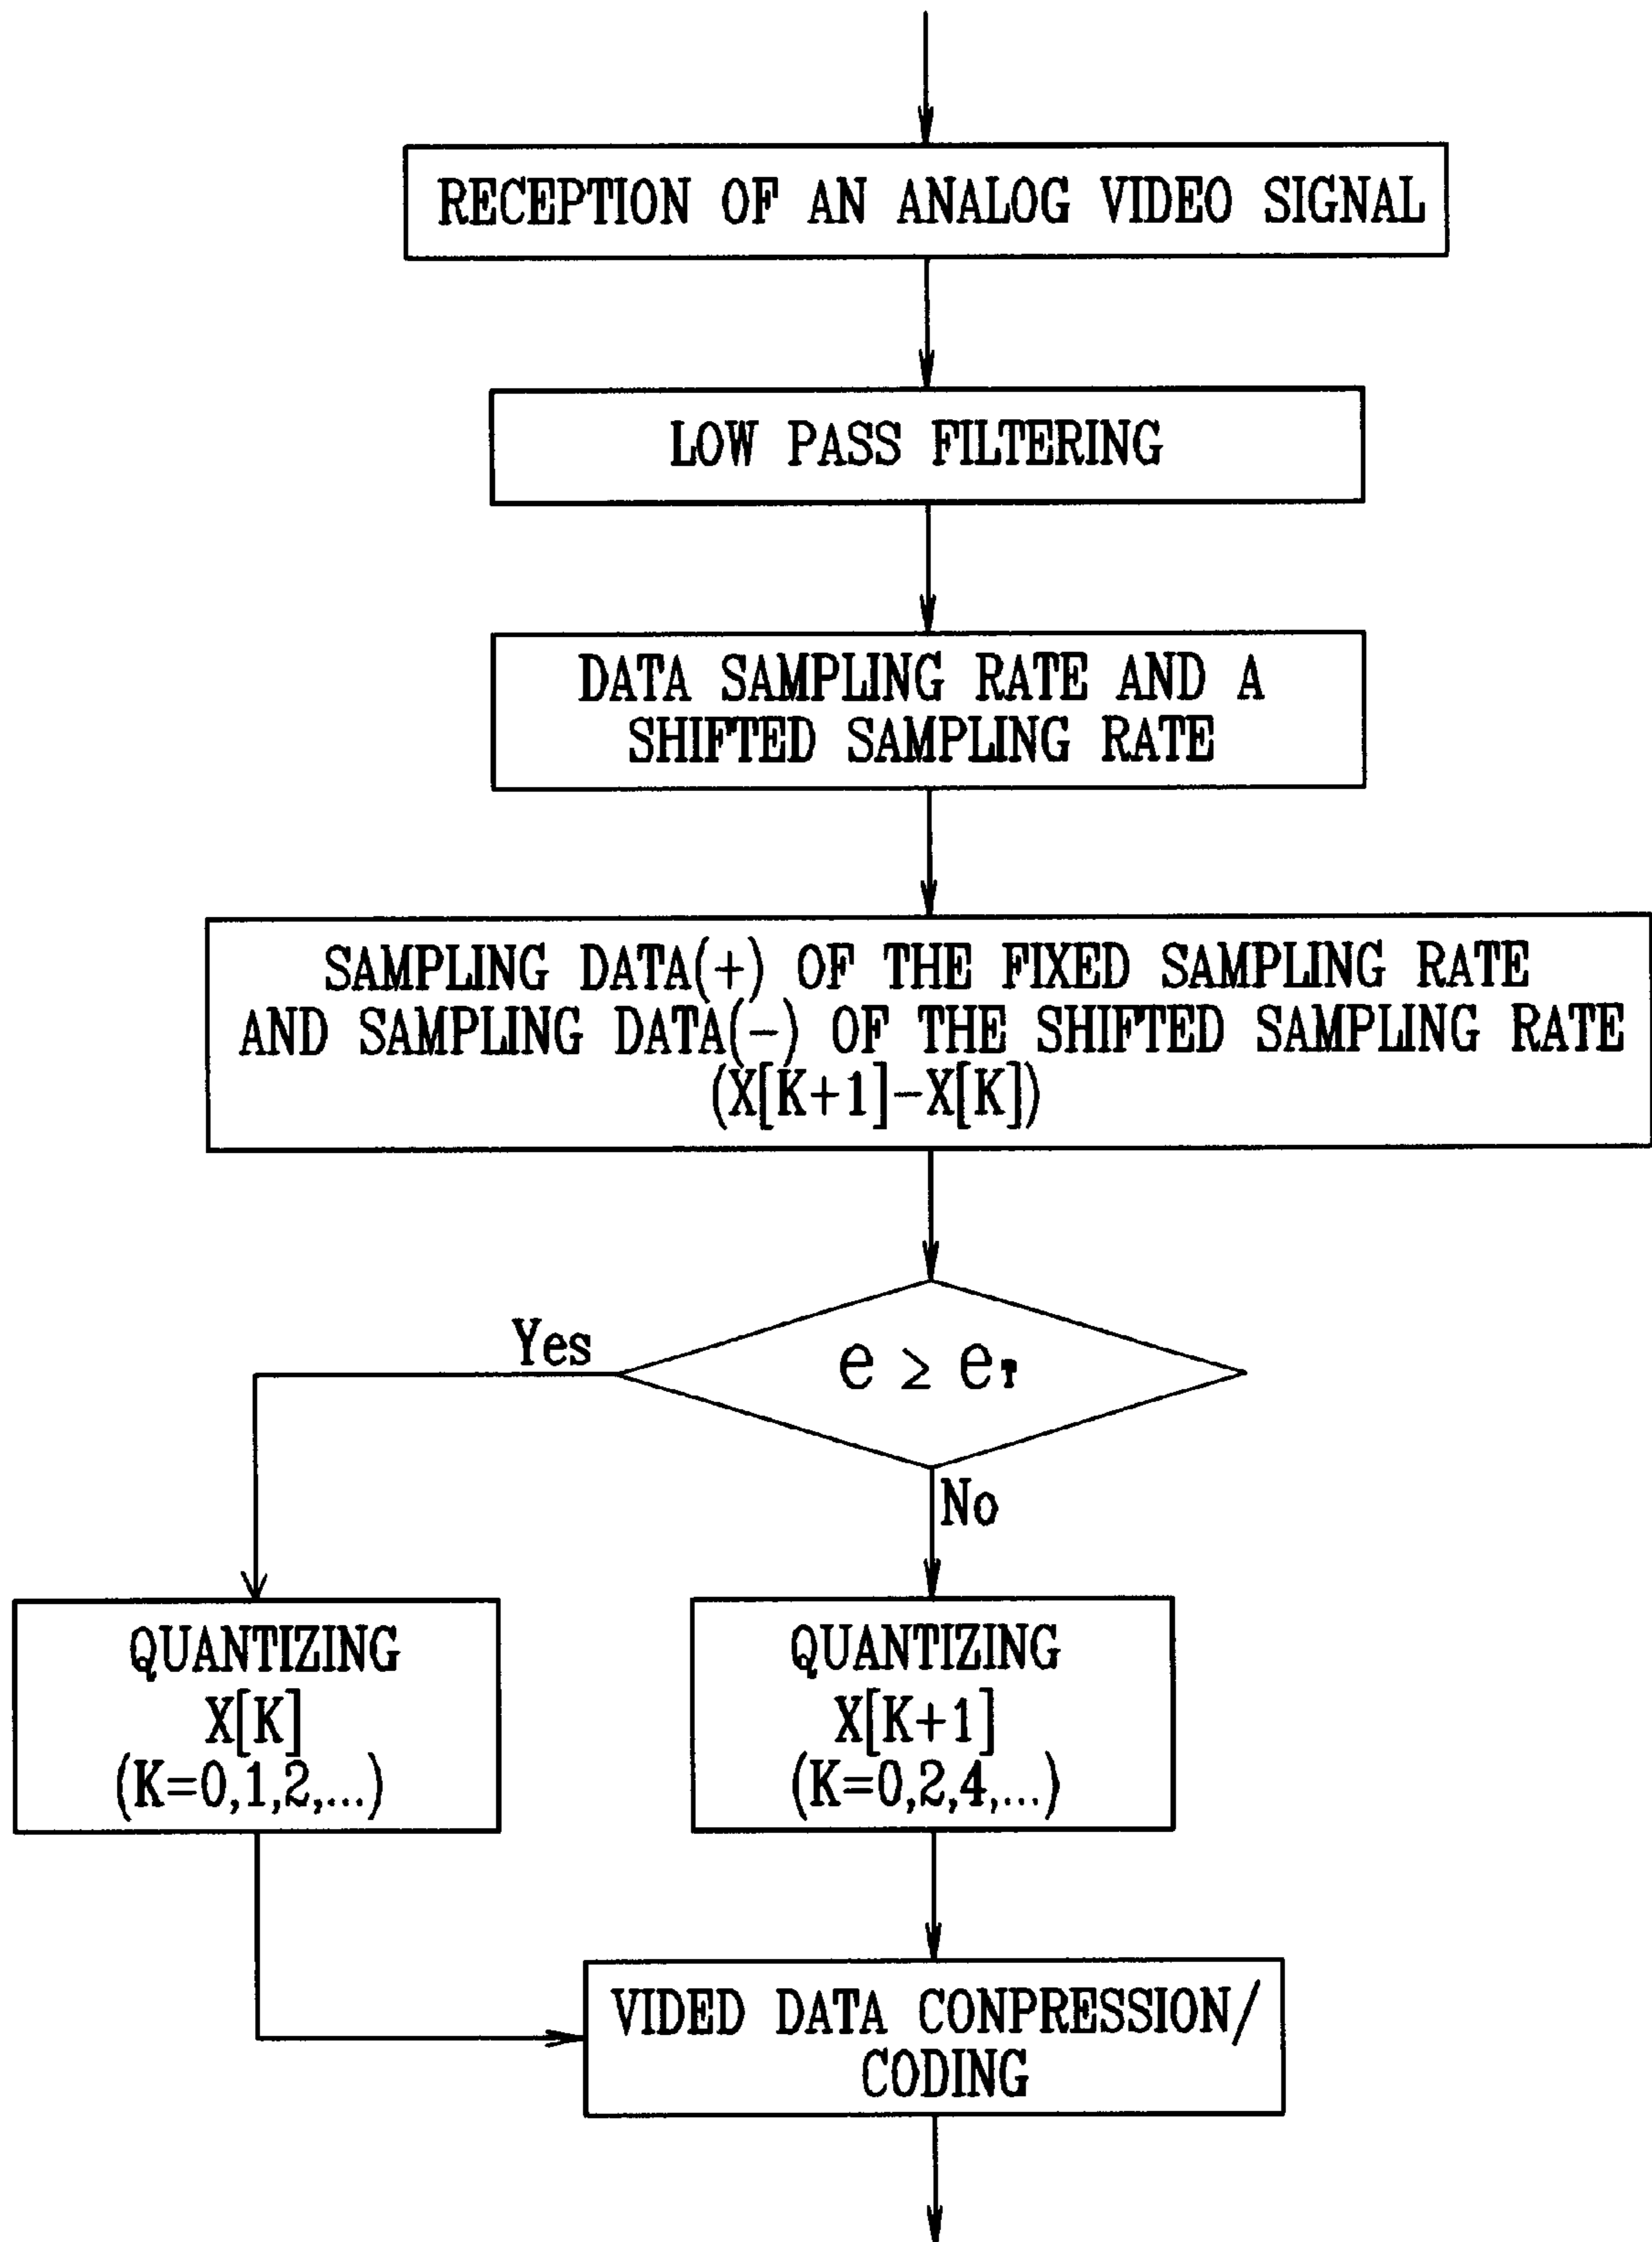 RECEPTION OF AN ANALOG VIDEO SIGNAL
LOW PASS FILTERING
DATA SAMPLING RATE AND A
SHIFTED SAMPLING RATE
SAMPLING DATA(+) OF THE FIXED SAMPLING RATE
AND SAMPLING DATA(-) OF THE SHIFTED SAMPLING RATE
(X[K+1]-X[K])
e ≥ eT
Yes
No
QUANTIZING
X[K]
(K=0,1,2,...)
QUANTIZING
X[K+1]
(K=0,2,4,...)
VIDED DATA CONPRESSION/
CODING